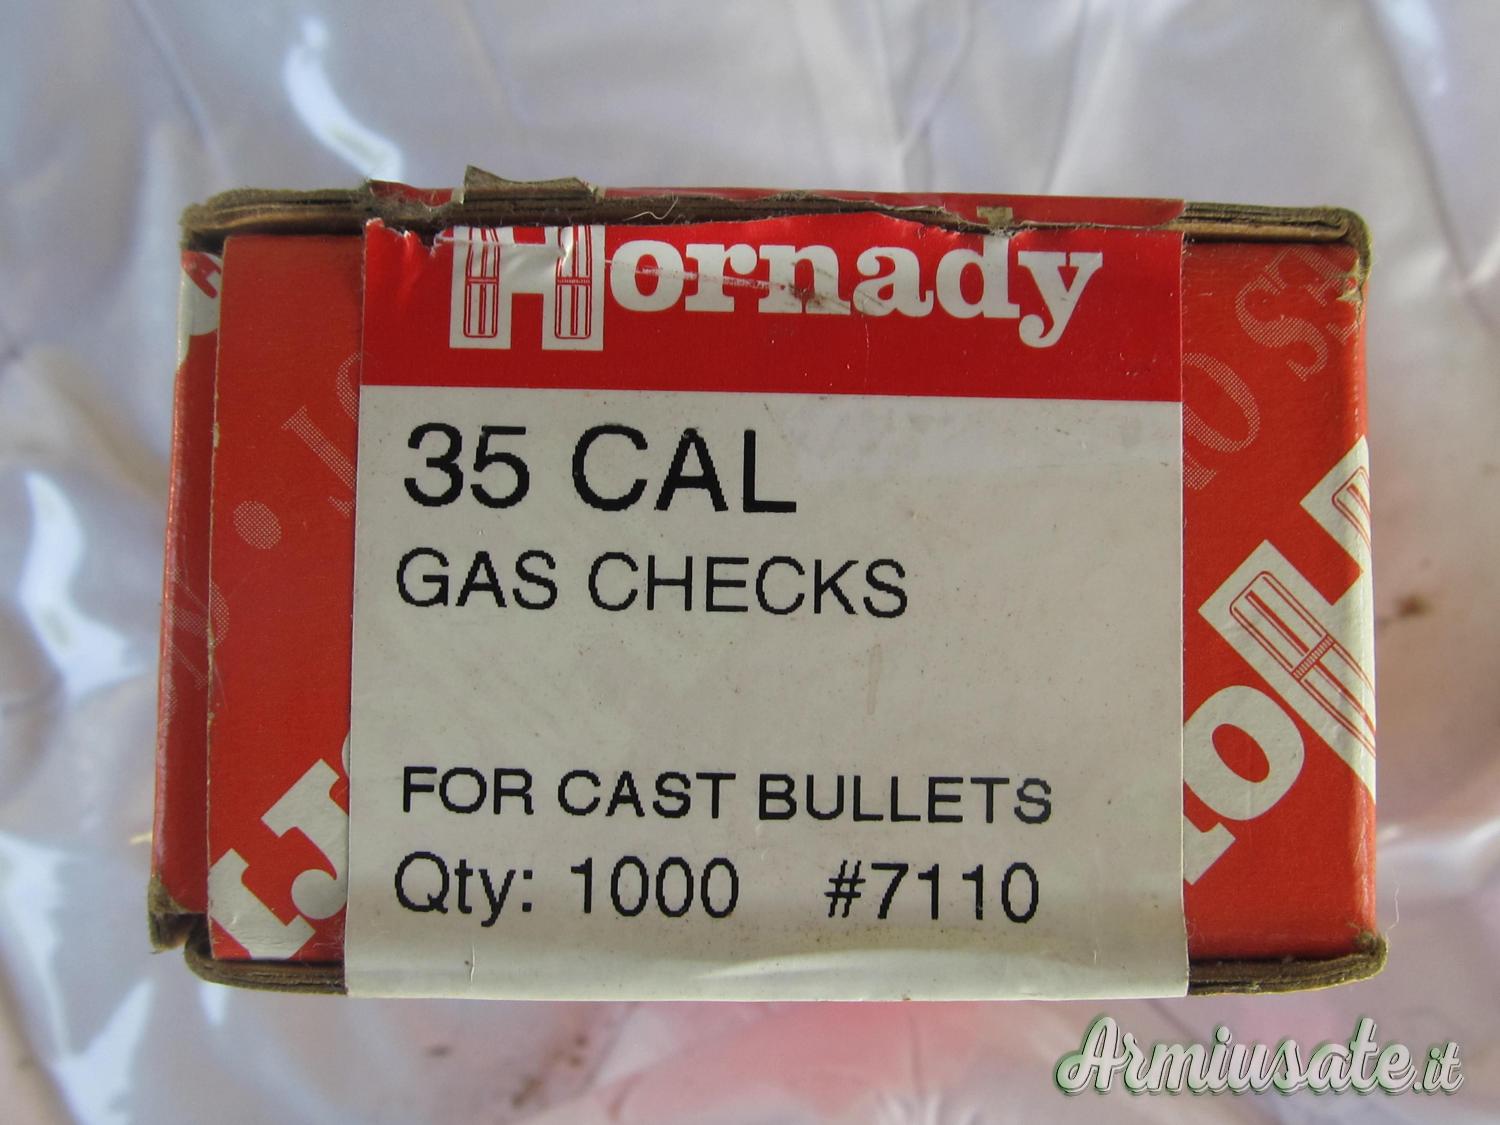 Hornady
35 CAL
GAS CHECKS
FOR CAST BULLETS
Qty: 1000 #7110
Armiusate.it